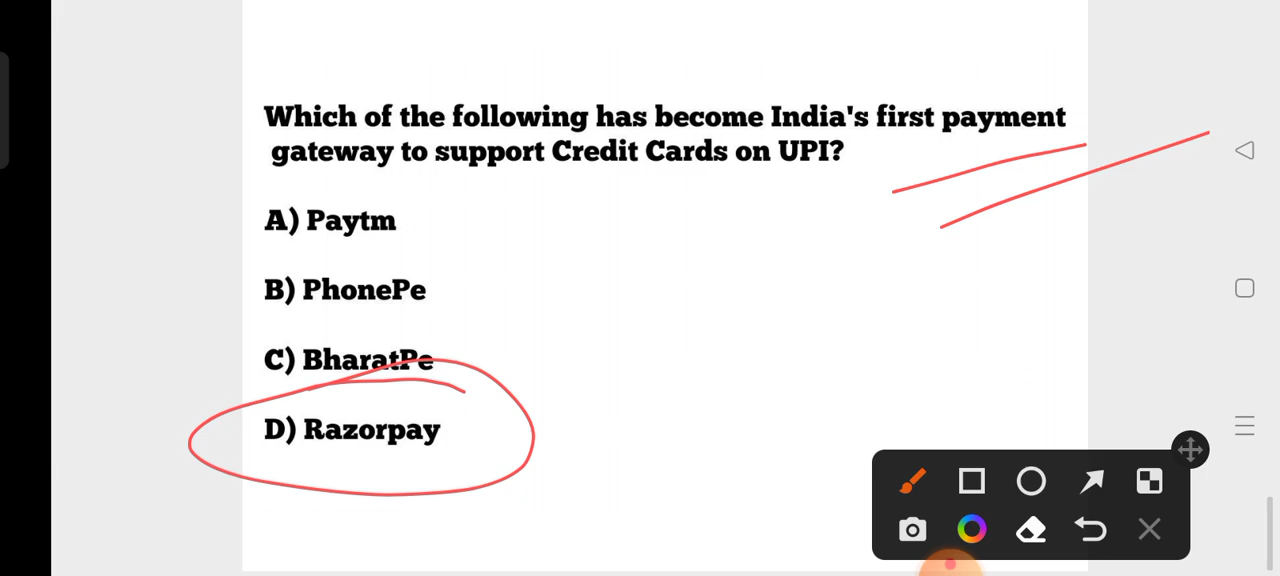 Which of the following has become India's first payment
gateway to support Credit Cards on UPI?
A) Paytm
B) PhonePe
C) BharatPe
D) Razorpay